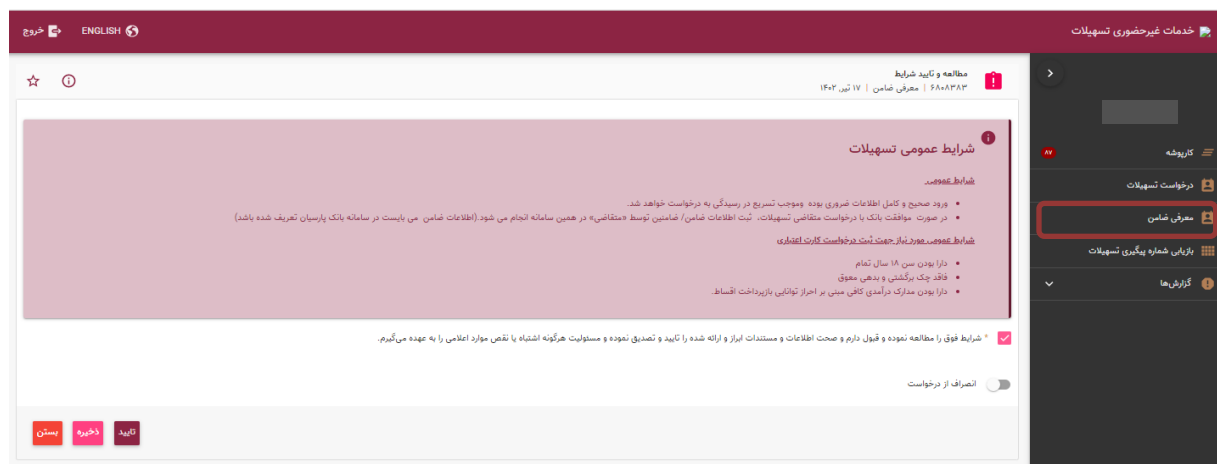 خدمات غیرحضوری تسهیلات
ENGLISH
خروج
مطالعه و تایید شرایط
۶۸۰۸۳۸۳ | معرفی ضامن | ۱۷ تیر, ۱۴۰۲
کارپوشه
۸۷
درخواست تسهیلات
معرفی ضامن
بازیابی شماره پیگیری تسهیلات
گزارش‌ها
شرایط عمومی تسهیلات
شرایط عمومی
ورود صحیح و کامل اطلاعات ضروری بوده وموجب تسریع در رسیدگی به درخواست خواهد شد.
در صورت موافقت بانک با درخواست متقاضی تسهیلات، ثبت اطلاعات ضامن/ ضامنین توسط «متقاضی» در همین سامانه انجام می شود.(اطلاعات ضامن می بایست در سامانه بانک پارسیان تعریف شده باشد)
شرایط عمومی مورد نیاز جهت ثبت درخواست کارت اعتباری
دارا بودن سن ۱۸ سال تمام
فاقد چک برگشتی و بدهی معوق
دارا بودن مدارک درآمدی کافی مبنی بر احراز توانایی بازپرداخت اقساط.
* شرایط فوق را مطالعه نموده و قبول دارم و صحت اطلاعات و مستندات ابراز و ارائه شده را تایید و تصدیق نموده و مسئولیت هرگونه اشتباه یا نقص موارد اعلامی را به عهده می‌گیرم.
انصراف از درخواست
تایید
ذخیره
بستن